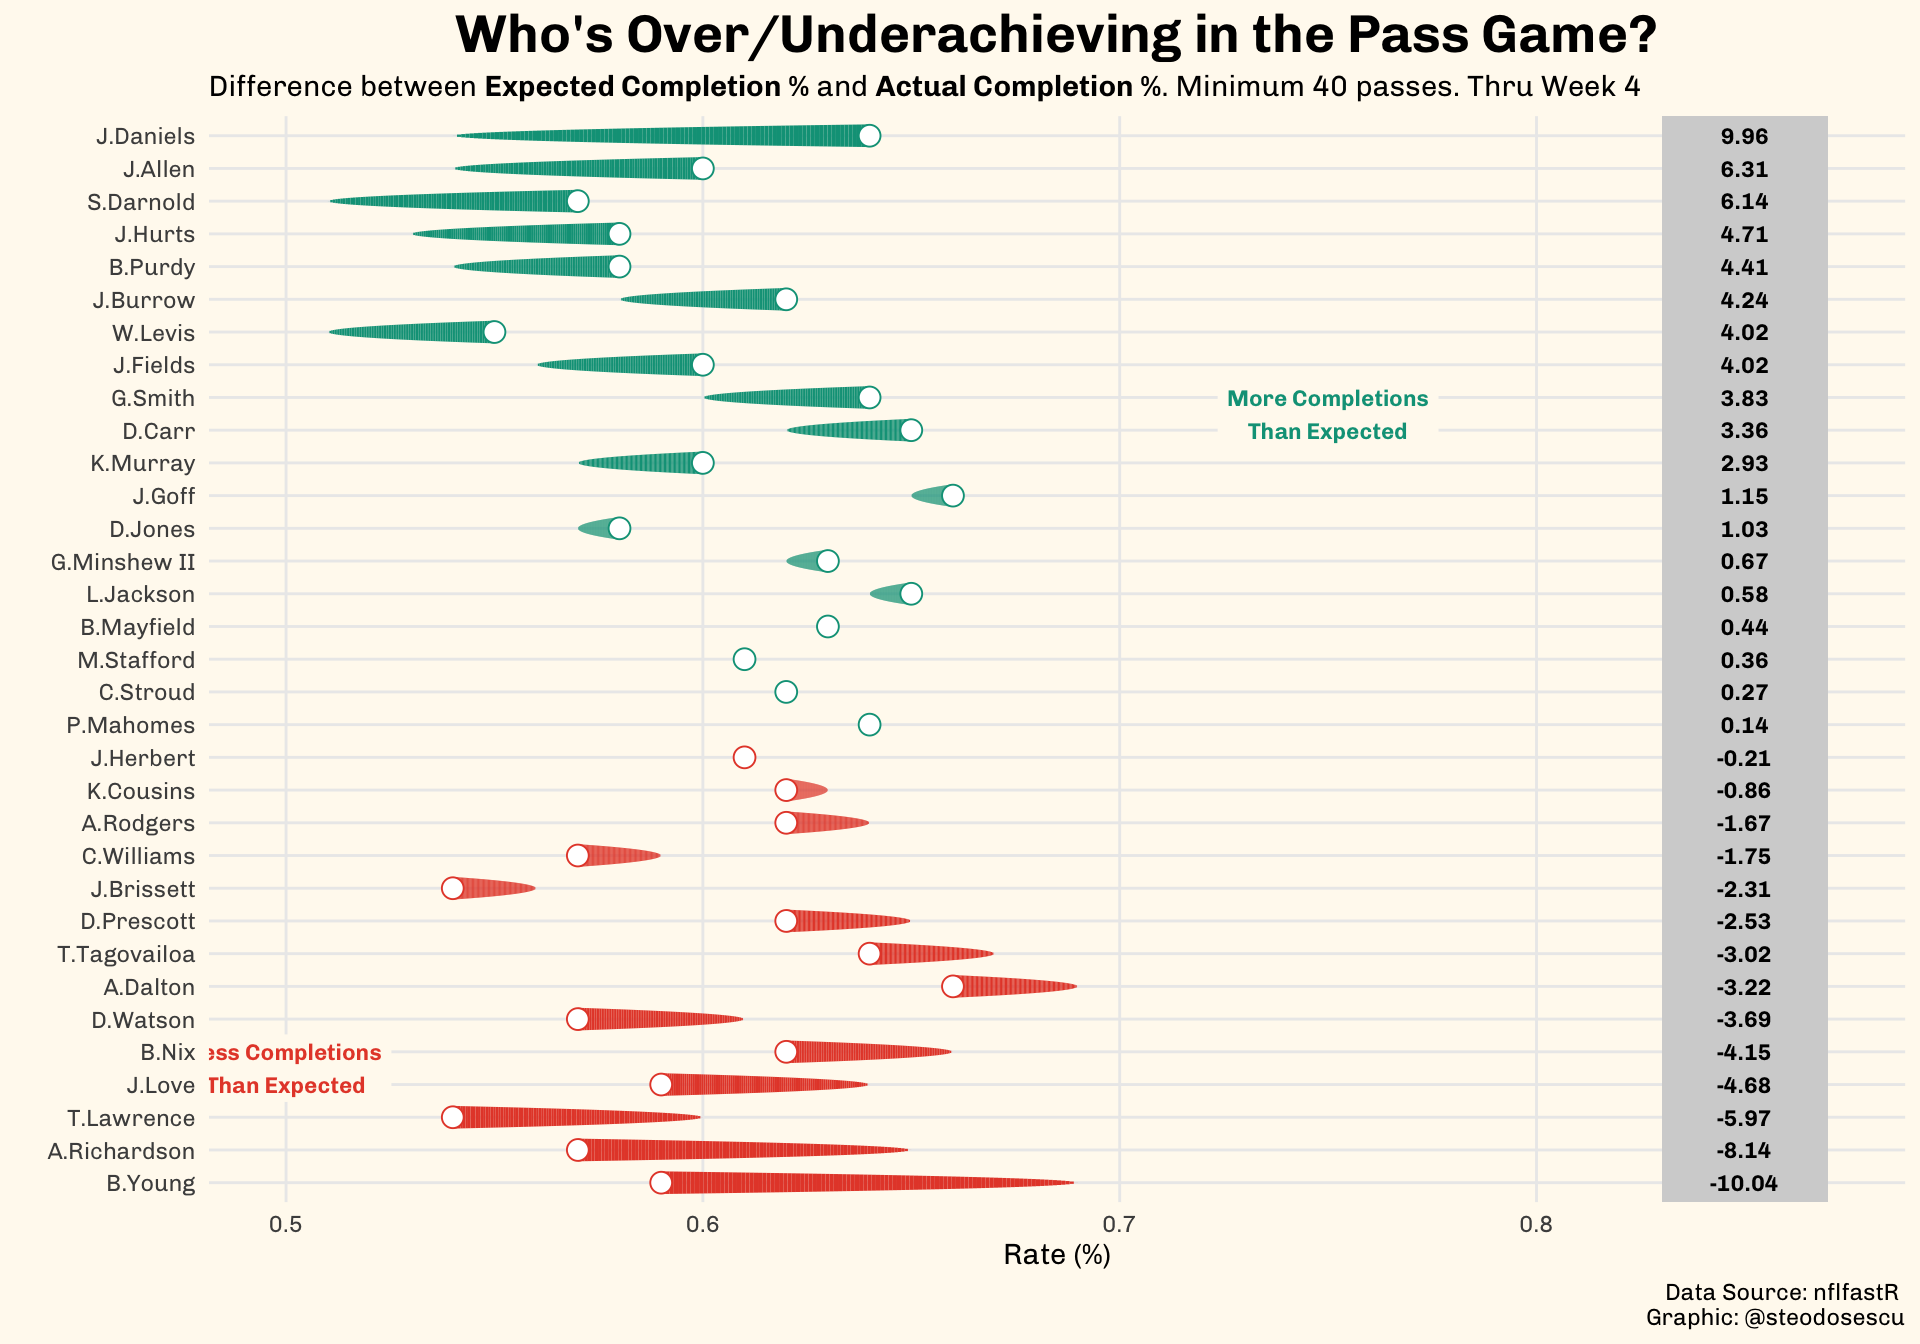 Who's Over/Underachieving in the Pass Game?
Difference between Expected Completion % and Actual Completion %. Minimum 40 passes. Thru Week 4
J.Daniels 9.96
J.Allen 6.31
S.Darnold 6.14
J.Hurts 4.71
B.Purdy 4.41
J.Burrow 4.24
W.Levis 4.02
J.Fields 4.02
G.Smith More Completions 3.83
D.Carr Than Expected 3.36
K.Murray 2.93
J.Goff 1.15
D.Jones 1.03
G.Minshew II 0.67
L.Jackson 0.58
B.Mayfield 0.44
M.Stafford 0.36
C.Stroud 0.27
P.Mahomes 0.14
J.Herbert -0.21
K.Cousins -0.86
A.Rodgers -1.67
C.Williams -1.75
J.Brissett -2.31
D.Prescott -2.53
T.Tagovailoa -3.02
A.Dalton -3.22
D.Watson -3.69
B.Nix ess Completions -4.15
J.Love Than Expected -4.68
T.Lawrence -5.97
A.Richardson -8.14
B.Young -10.04
0.5 0.6 0.7 0.8
Rate (%)
Data Source: nflfastR
Graphic: @steodosescu